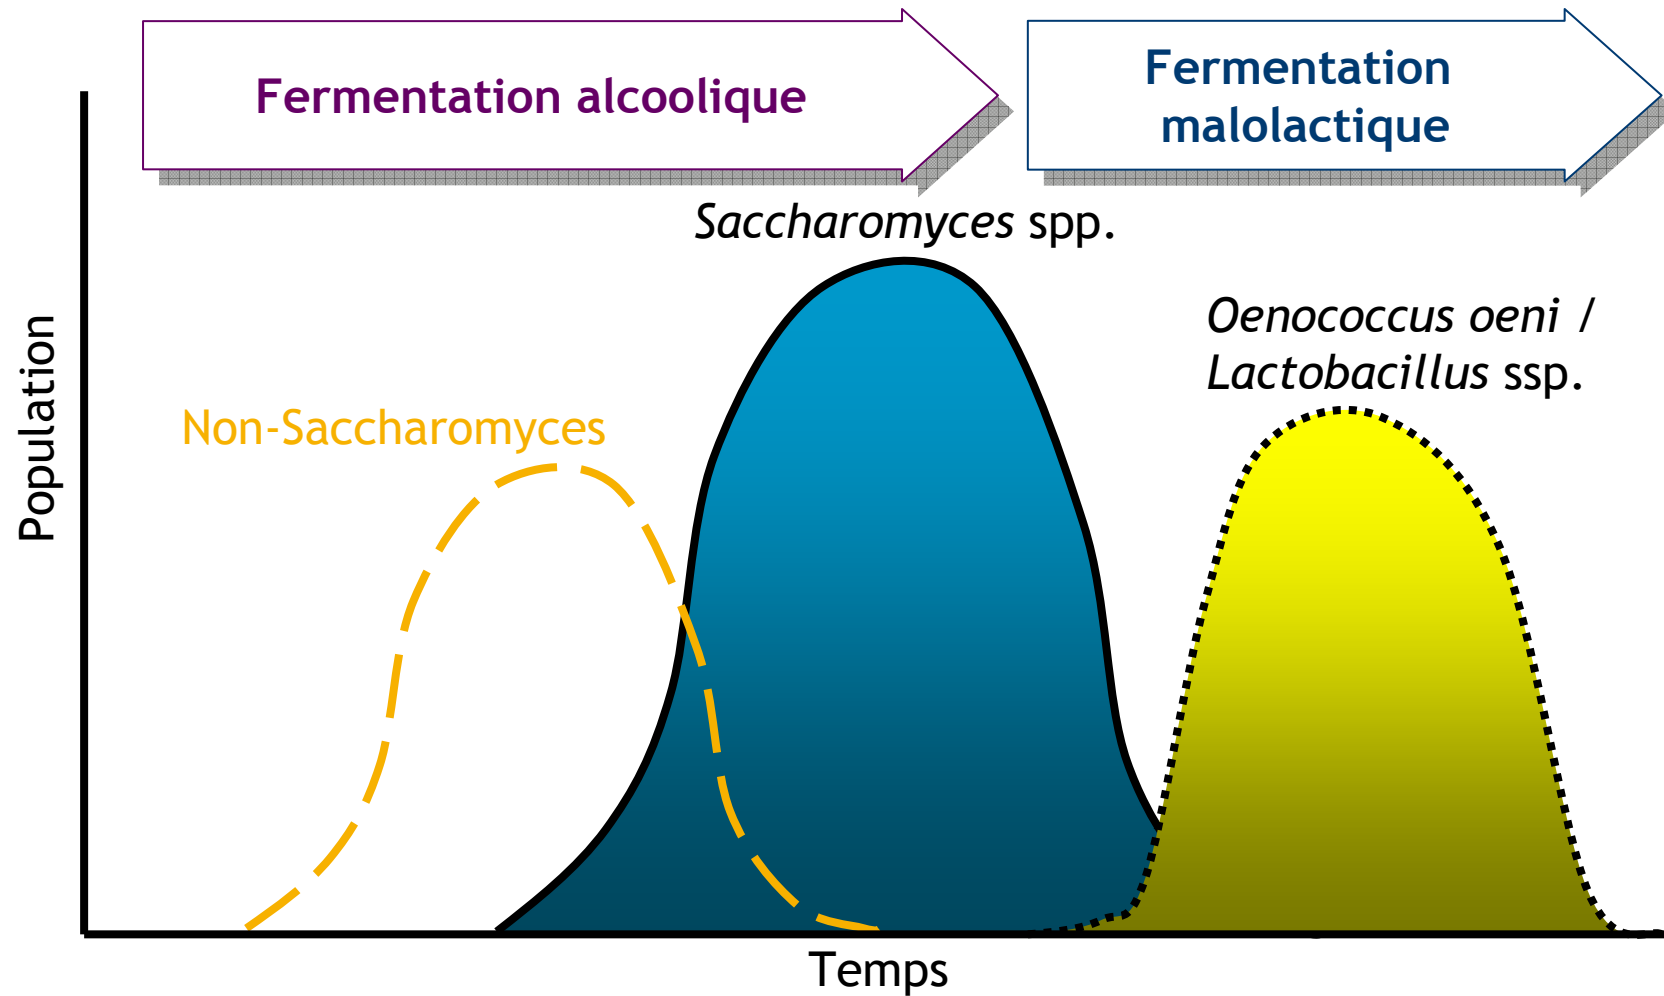 Fermentation alcoolique
Fermentation
malolactique
Saccharomyces spp.
Oenococcus oeni /
Lactobacillus ssp.
Non-Saccharomyces
Population
Temps